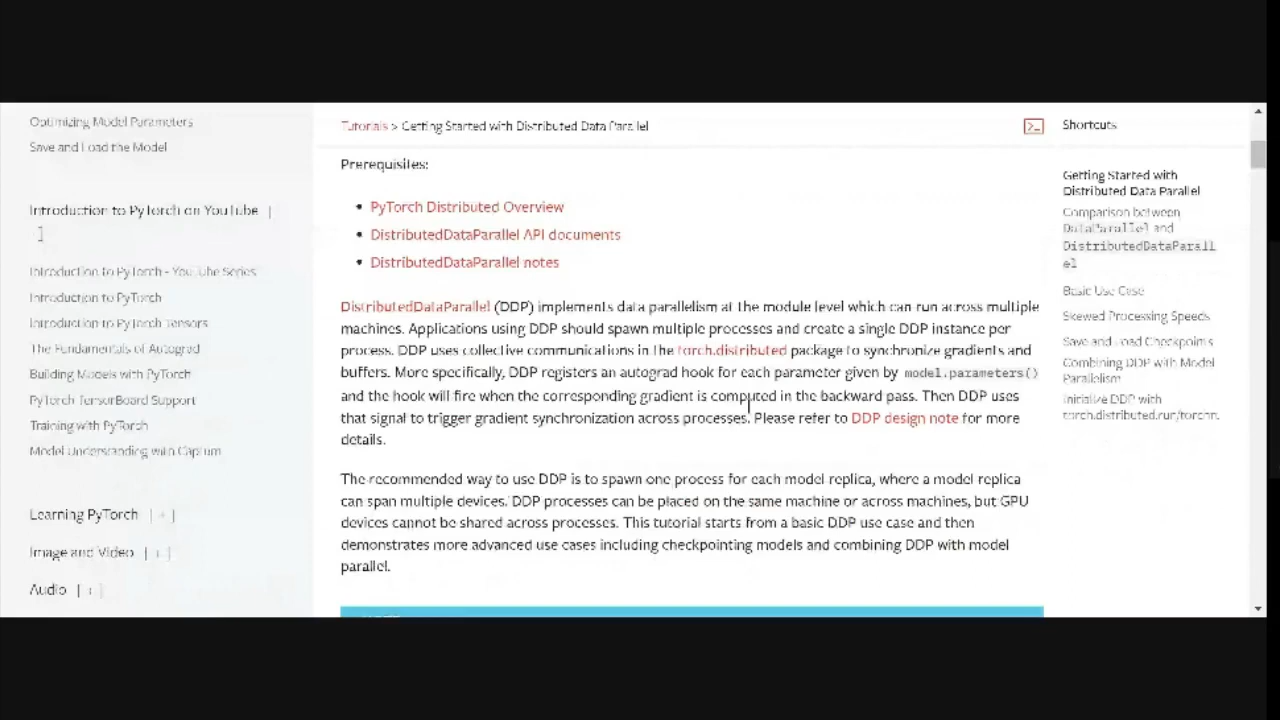 Optimizing Model Parameters
Save and Load the Model
Introduction to PyTorch on YouTube [
]
Introduction to PyTorch - YouTube Series
Introduction to PyTorch
Introduction to PyTorch Tensors
The Fundamentals of Autograd
Building Models with PyTorch
PyTorch TensorBoard Support
Training with PyTorch
Model Understanding with Captum
Learning PyTorch [ + ]
Image and Video [ + ]
Audio [ + ]
Tutorials > Getting Started with Distributed Data Parallel
Prerequisites:
• PyTorch Distributed Overview
• DistributedDataParallel API documents
• DistributedDataParallel notes
DistributedDataParallel (DDP) implements data parallelism at the module level which can run across multiple
machines. Applications using DDP should spawn multiple processes and create a single DDP instance per
process. DDP uses collective communications in the torch.distributed package to synchronize gradients and
buffers. More specifically, DDP registers an autograd hook for each parameter given by model.parameters()
and the hook will fire when the corresponding gradient is computed in the backward pass. Then DDP uses
that signal to trigger gradient synchronization across processes. Please refer to DDP design note for more
details.
The recommended way to use DDP is to spawn one process for each model replica, where a model replica
can span multiple devices. DDP processes can be placed on the same machine or across machines, but GPU
devices cannot be shared across processes. This tutorial starts from a basic DDP use case and then
demonstrates more advanced use cases including checkpointing models and combining DDP with model
parallel.
Shortcuts
Getting Started with
Distributed Data Parallel
Comparison between
DataParallel and
DistributedDataParall
el
Basic Use Case
Skewed Processing Speeds
Save and Load Checkpoints
Combining DDP with Model
Parallelism
Initialize DDP with
torch.distributed.run/torchrun